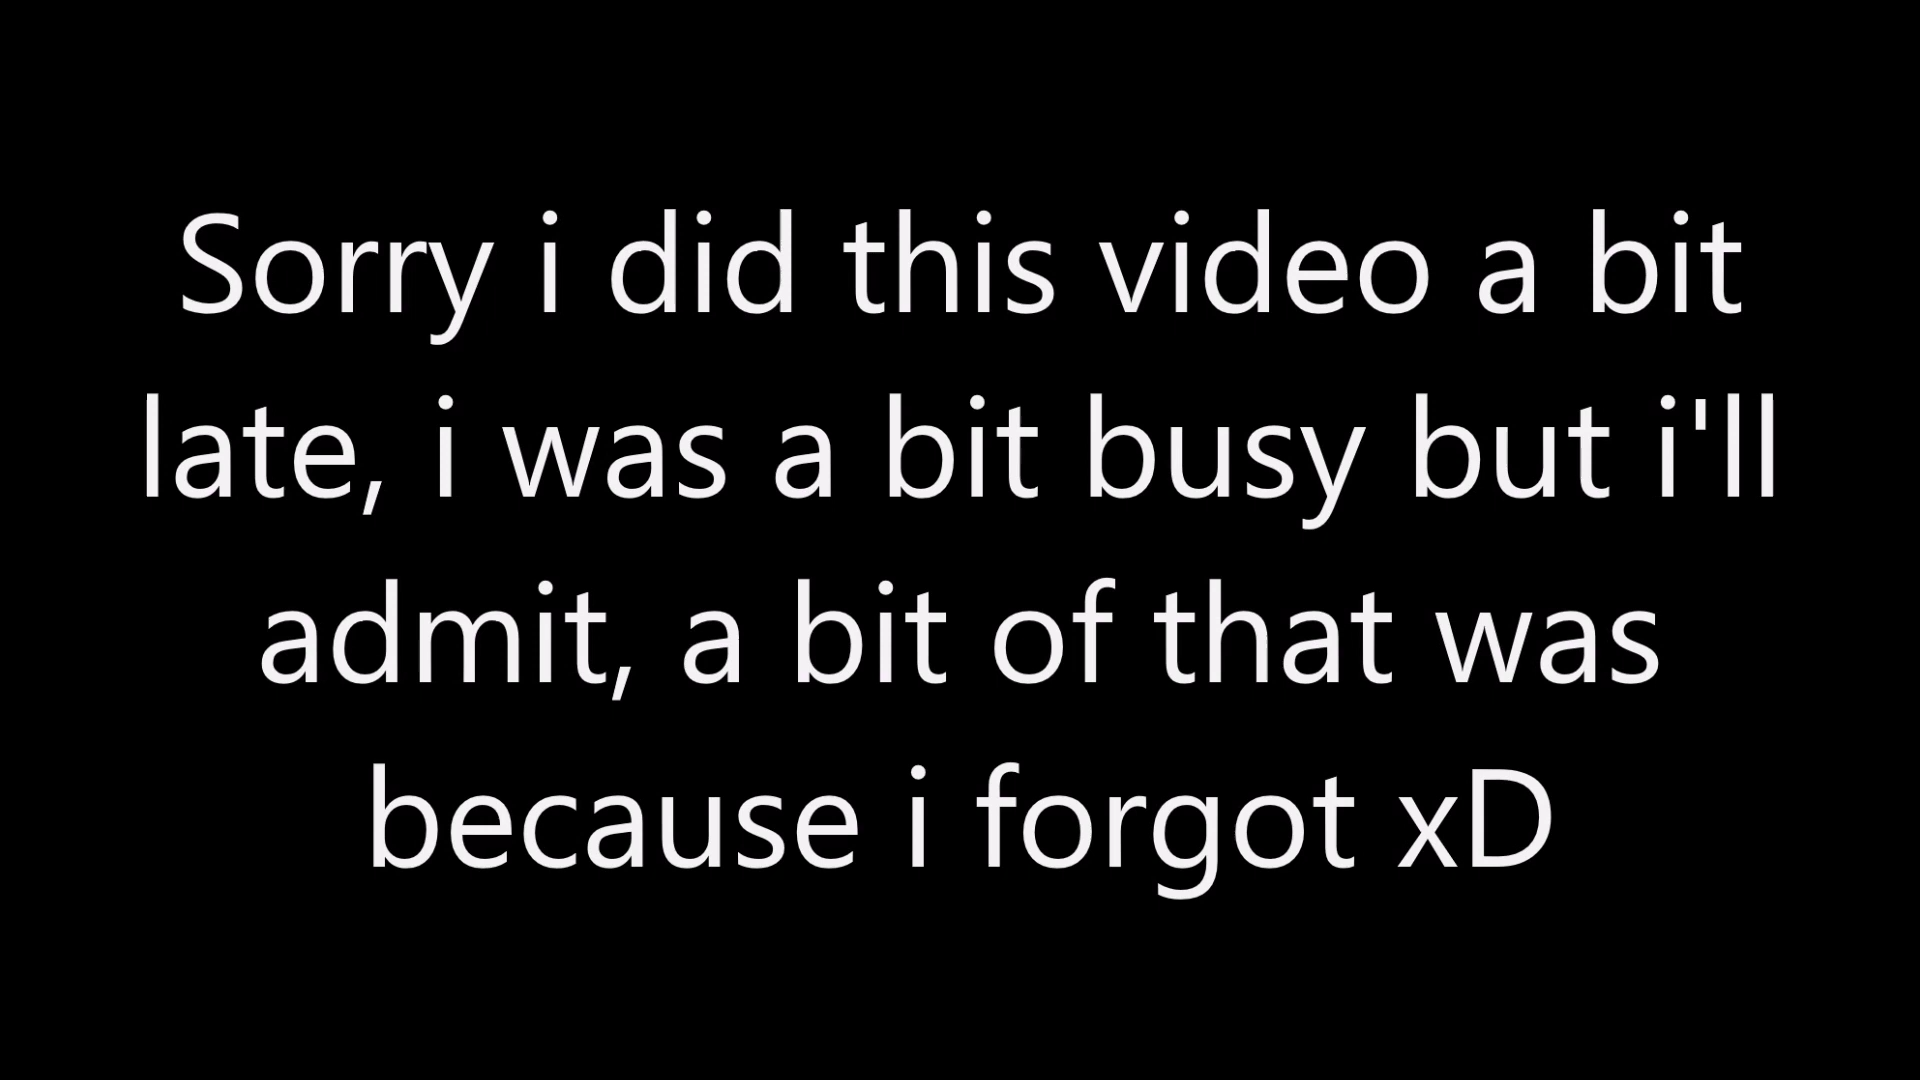 Sorry i did this video a bit
late, i was a bit busy but i'll
admit, a bit of that was
because i forgot xD